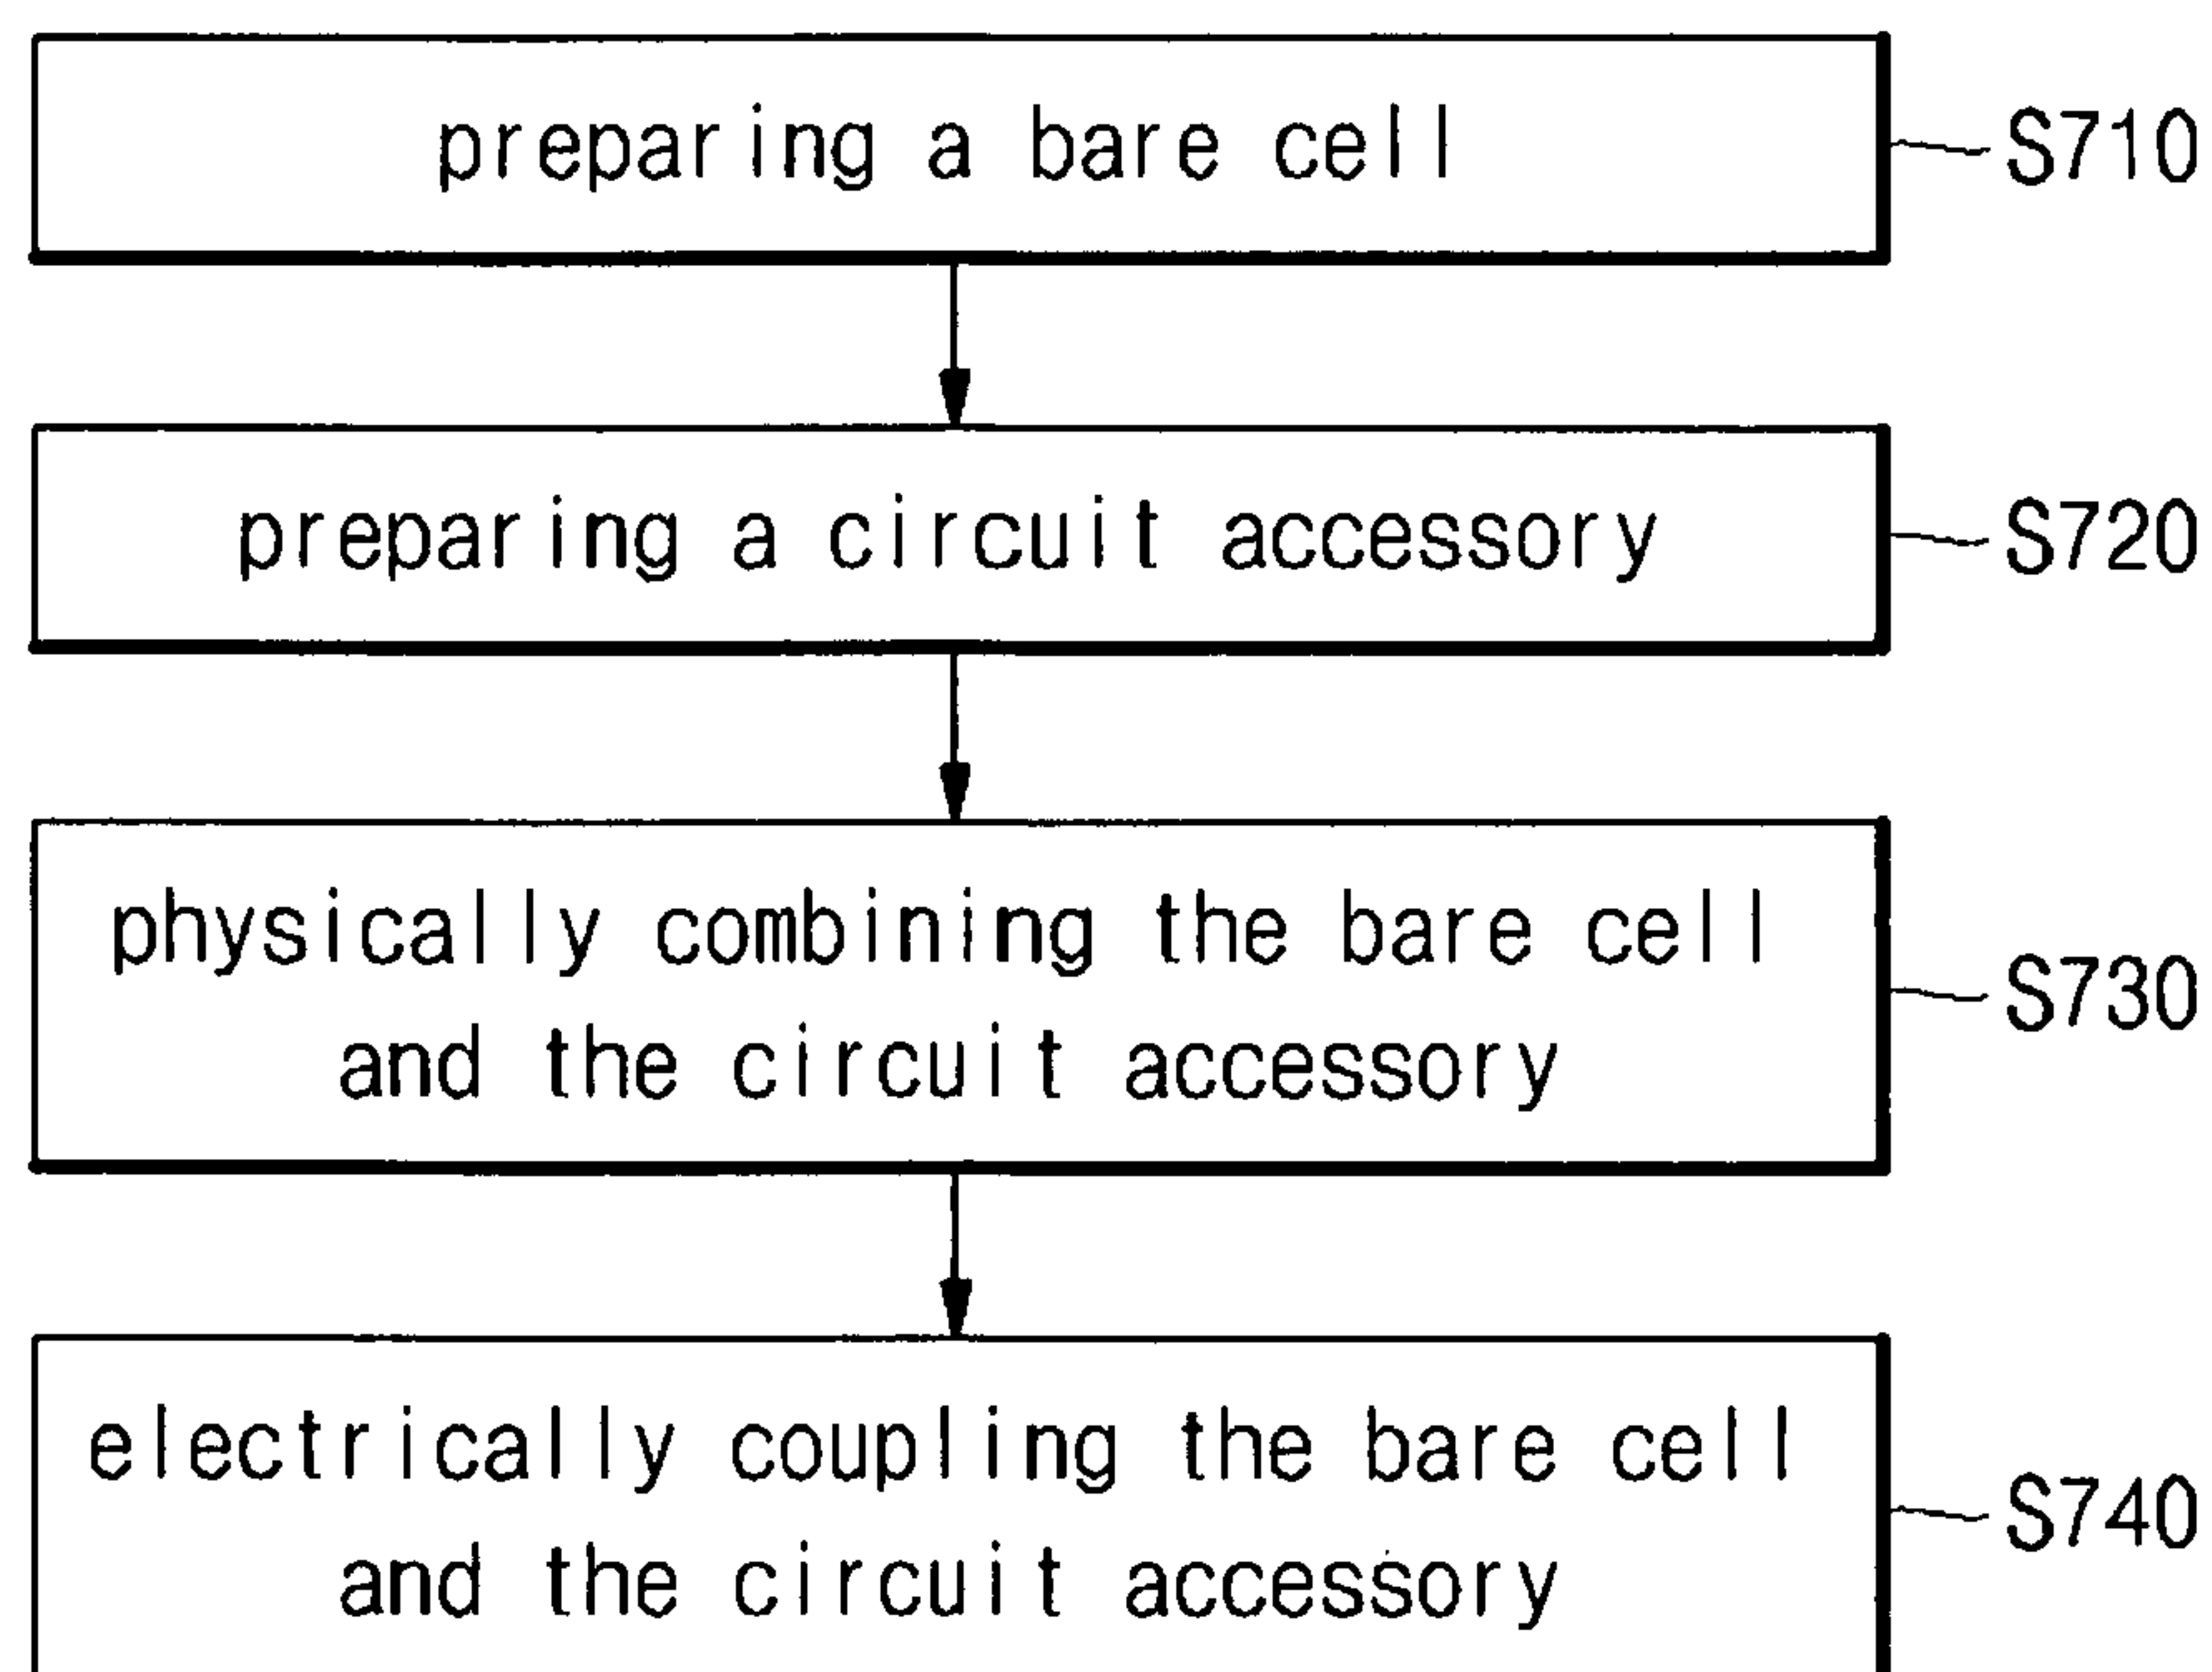 preparing a bare cell
S710
preparing a circuit accessory
S720
physically combining the bare cell
and the circuit accessory
S730
electrically coupling the bare cell
and the circuit accessory
S740